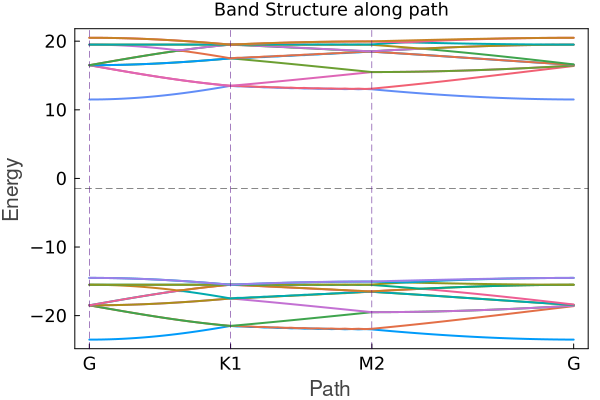 Band Structure along path
20
10
0
−10
−20
Energy
G
K1
M2
G
Path